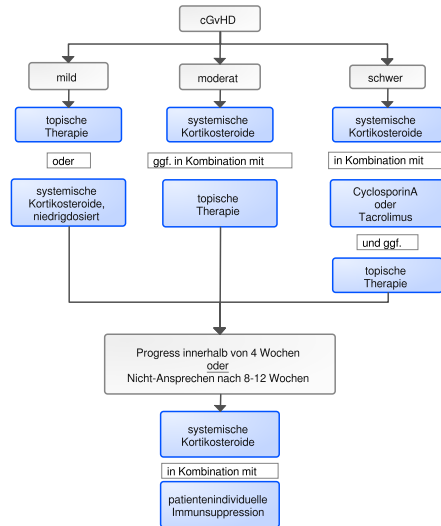 cGvHD
mild
moderat
schwer
topische
Therapie
oder
systemische
Kortikosteroide,
niedrigdosiert
systemische
Kortikosteroide
ggf. in Kombination mit
topische
Therapie
systemische
Kortikosteroide
in Kombination mit
CyclosporinA
oder
Tacrolimus
und ggf.
topische
Therapie
Progress innerhalb von 4 Wochen
oder
Nicht-Ansprechen nach 8-12 Wochen
systemische
Kortikosteroide
in Kombination mit
patientenindividuelle
Immunsuppression